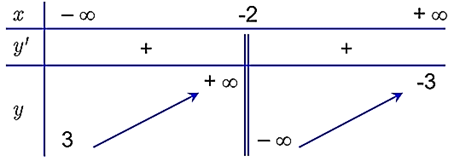 x − ∞ -2 + ∞
y′ + +
+ ∞ -3
y
3 − ∞